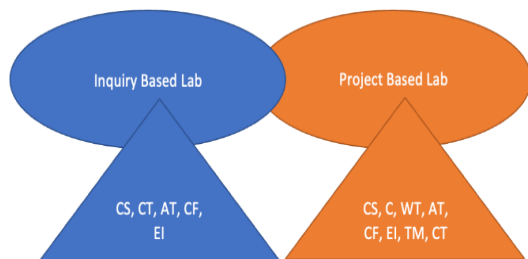 Inquiry Based Lab
Project Based Lab
CS, CT, AT, CF,
EI
CS, C, WT, AT,
CF, EI, TM, CT